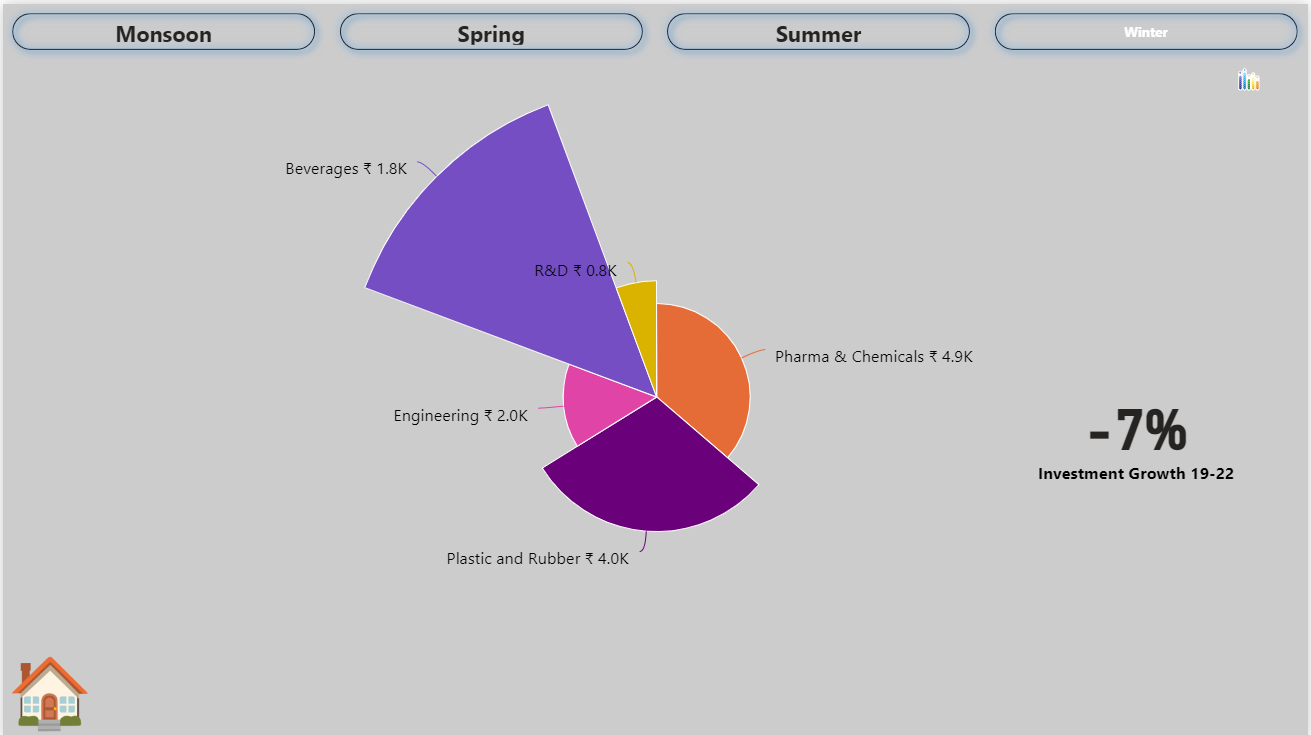 Monsoon
Spring
Summer
Winter
Beverages ₹ 1.8K
R&D ₹ 0.8K
Pharma & Chemicals ₹ 4.9K
Engineering ₹ 2.0K
-7%
Investment Growth 19-22
Plastic and Rubber ₹ 4.0K